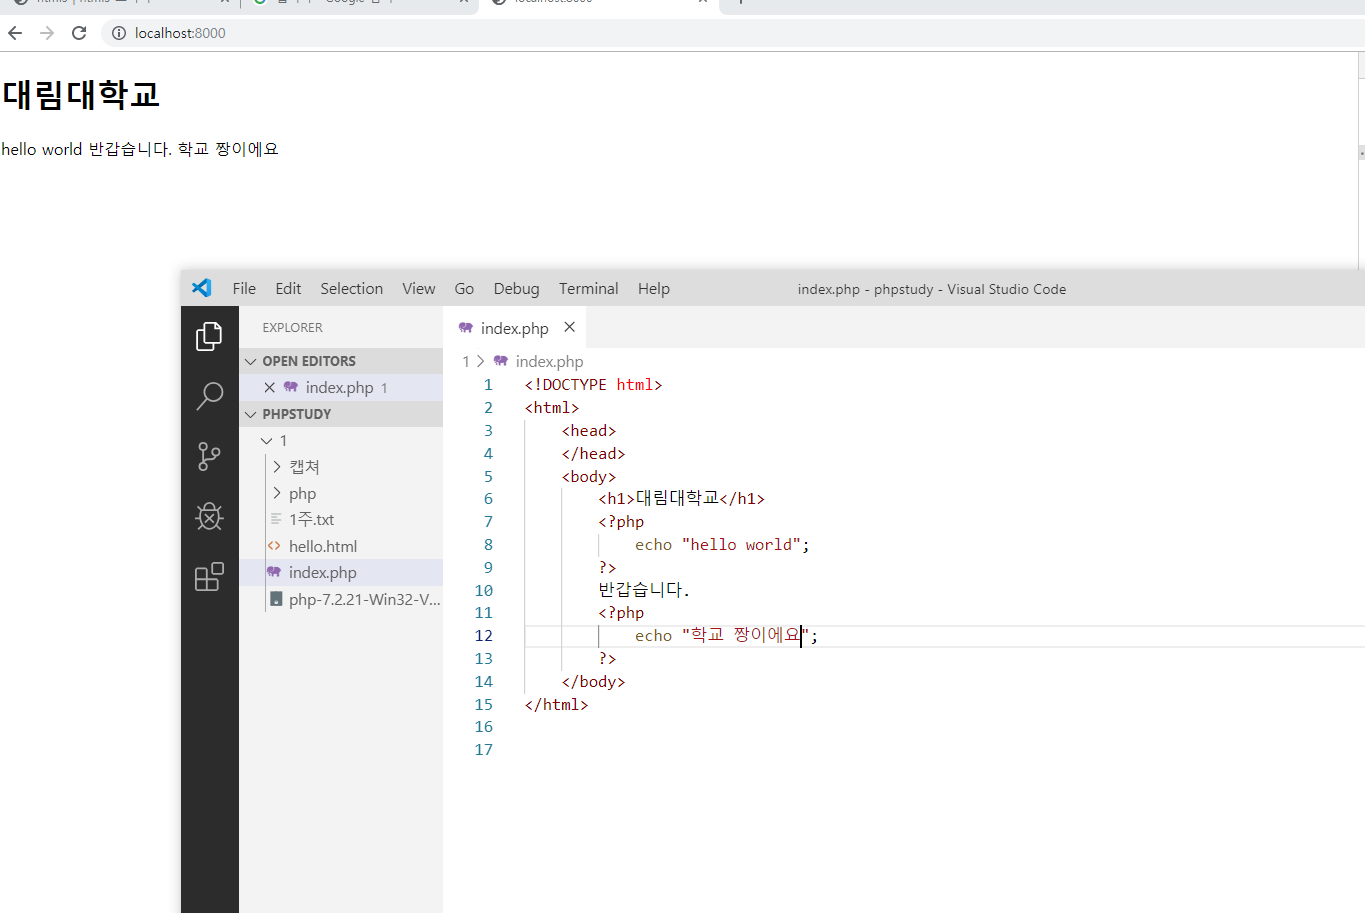 localhost:8000
대림대학교
hello world 반갑습니다. 학교 짱이에요
File Edit Selection View Go Debug Terminal Help
index.php - phpstudy - Visual Studio Code
EXPLORER
OPEN EDITORS
index.php 1
PHPSTUDY
1
캡쳐
php
1주.txt
hello.html
index.php
php-7.2.21-Win32-V...
index.php
1 > index.php
1 <!DOCTYPE html>
2 <html>
3 <head>
4 </head>
5 <body>
6 <h1>대림대학교</h1>
7 <?php
8 echo "hello world";
9 ?>
10 반갑습니다.
11 <?php
12 echo "학교 짱이에요";
13 ?>
14 </body>
15 </html>
16
17